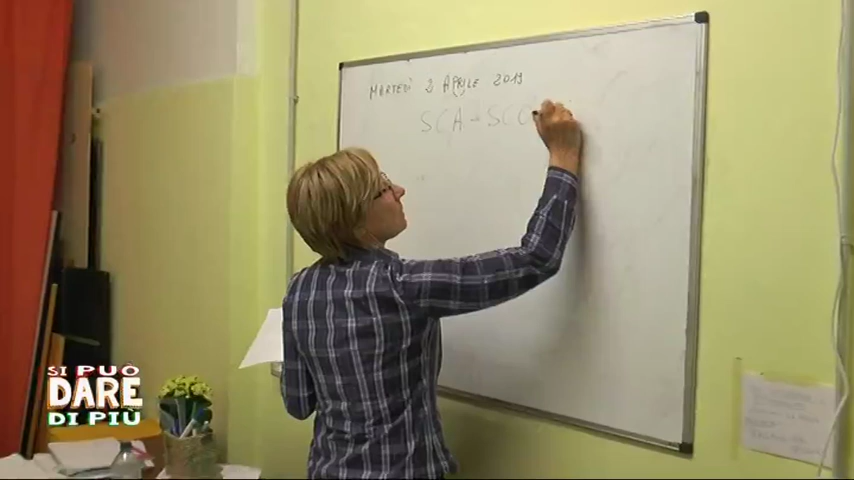 MARTEDÌ 2 APRILE 2019
SCA - SCO
SI PUÒ
DARE
DI PIÙ